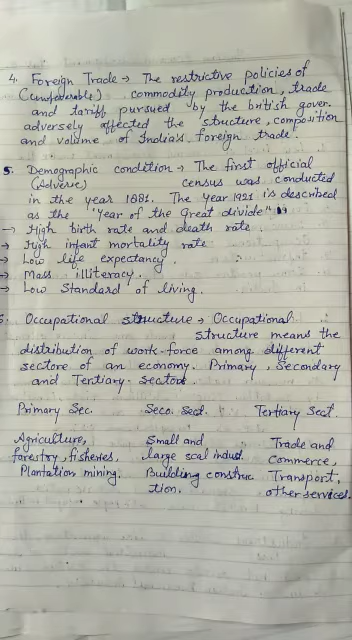 4. Foreign Trade → The restrictive policies of
(Unfavourable) commodity production, trade
and tariff pursued by the british gover.
adversely affected the structure, composition
and volume of India's foreign trade.
5. Demographic condition → The first official
(Adverse) census was conducted
in the year 1881. The Year 1921 is described
as the "Year of the Great divide"
→ High birth rate and death rate.
→ High infant mortality rate
→ Low life expectancy.
→ Mass illiteracy.
→ Low Standard of living.
6. Occupational structure → Occupational
structure means the
distribution of work-force among different
sectore of an economy. Primary, Secondary
and Tertiary sector.
Primary Sec. Seco. Sect. Tertiary Sect.
Agriculture, Small and Trade and
forestry, fisheries, large scal indust. Commerce,
Plantation mining. Building construc Transport,
tion. other services.